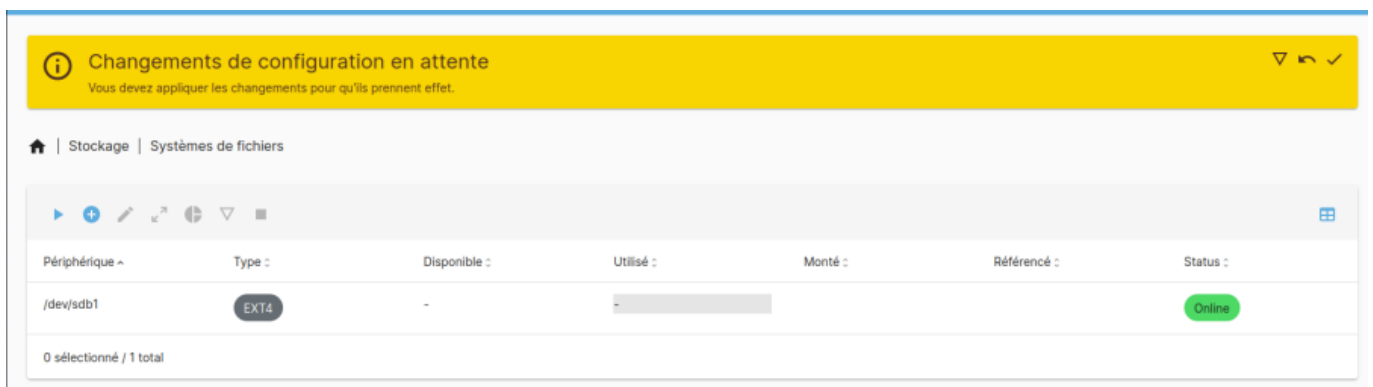 Changements de configuration en attente
Vous devez appliquer les changements pour qu'ils prennent effet.
| Stockage | Systèmes de fichiers
Périphérique Type Disponible Utilisé Monté Référencé Status
/dev/sdb1 EXT4 - - Online
0 sélectionné / 1 total